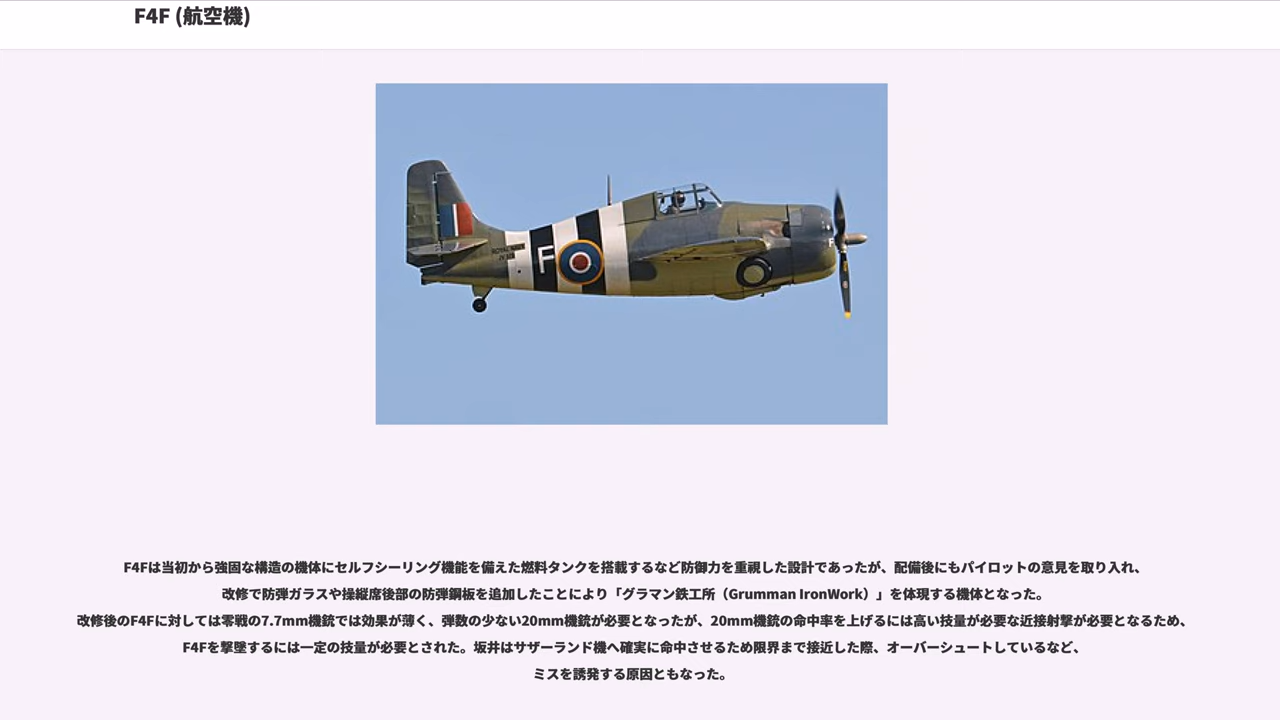 F4F (航空機)
F
F4Fは当初から強固な構造の機体にセルフシーリング機能を備えた燃料タンクを搭載するなど防御力を重視した設計であったが、配備後にもパイロットの意見を取り入れ、
改修で防弾ガラスや操縦席後部の防弾鋼板を追加したことにより「グラマン鉄工所（Grumman IronWork）」を体現する機体となった。
改修後のF4Fに対しては零戦の7.7mm機銃では効果が薄く、弾数の少ない20mm機銃が必要となったが、20mm機銃の命中率を上げるには高い技量が必要な近接射撃が必要となるため、
F4Fを撃墜するには一定の技量が必要とされた。坂井はサザーランド機へ確実に命中させるため限界まで接近した際、オーバーシュートしているなど、
ミスを誘発する原因ともなった。